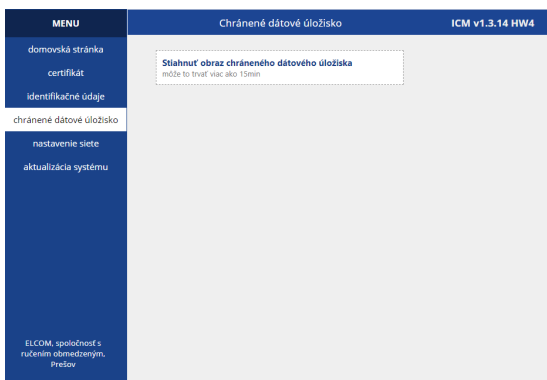 MENU
Chránené dátové úložisko
ICM v1.3.14 HW4
domovská stránka
certifikát
identifikačné údaje
chránené dátové úložisko
nastavenie siete
aktualizácia systému
Stiahnuť obraz chráneného dátového úložiska
môže to trvať viac ako 15min
ELCOM, spoločnosť s
ručením obmedzeným,
Prešov